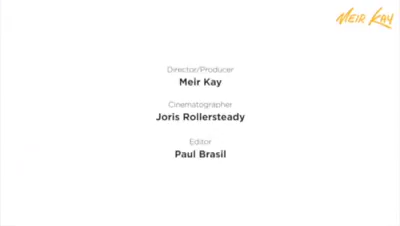 MEIR KAY
Director/Producer
Meir Kay
Cinematographer
Joris Rollersteady
Editor
Paul Brasil